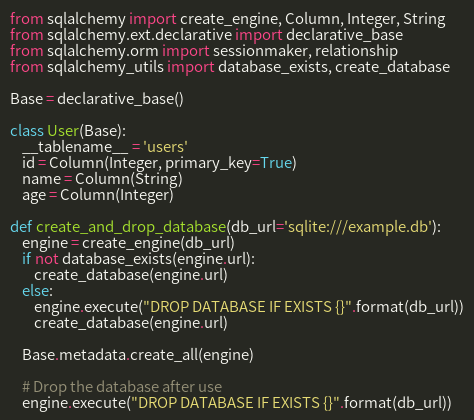 from sqlalchemy import create_engine, Column, Integer, String
from sqlalchemy.ext.declarative import declarative_base
from sqlalchemy.orm import sessionmaker, relationship
from sqlalchemy_utils import database_exists, create_database

Base = declarative_base()

class User(Base):
    __tablename__ = 'users'
    id = Column(Integer, primary_key=True)
    name = Column(String)
    age = Column(Integer)

def create_and_drop_database(db_url='sqlite:///example.db'):
    engine = create_engine(db_url)
    if not database_exists(engine.url):
        create_database(engine.url)
    else:
        engine.execute("DROP DATABASE IF EXISTS {}".format(db_url))
        create_database(engine.url)

    Base.metadata.create_all(engine)

    # Drop the database after use
    engine.execute("DROP DATABASE IF EXISTS {}".format(db_url))